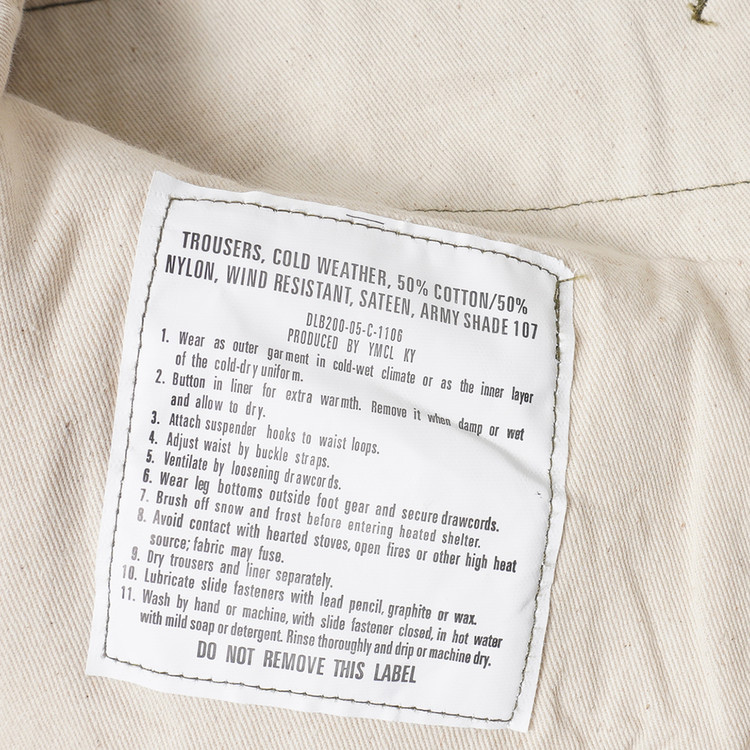 TROUSERS, COLD WEATHER, 50% COTTON/50%
NYLON, WIND RESISTANT, SATEEN, ARMY SHADE 107
DLB200-05-C-1106
PRODUCED BY YMCL KY
1. Wear as outer garment in cold-wet climate or as the inner layer
of the cold-dry uniform.
2. Button in liner for extra warmth. Remove it when damp or wet
and allow to dry.
3. Attach suspender hooks to waist loops.
4. Adjust waist by buckle straps.
5. Ventilate by loosening drawcords.
6. Wear leg bottoms outside foot gear and secure drawcords.
7. Brush off snow and frost before entering heated shelter.
8. Avoid contact with hearted stoves, open fires or other high heat
source; fabric may fuse.
9. Dry trousers and liner separately.
10. Lubricate slide fasteners with lead pencil, graphite or wax.
11. Wash by hand or machine, with slide fastener closed, in hot water
with mild soap or detergent. Rinse thoroughly and drip or machine dry.
DO NOT REMOVE THIS LABEL